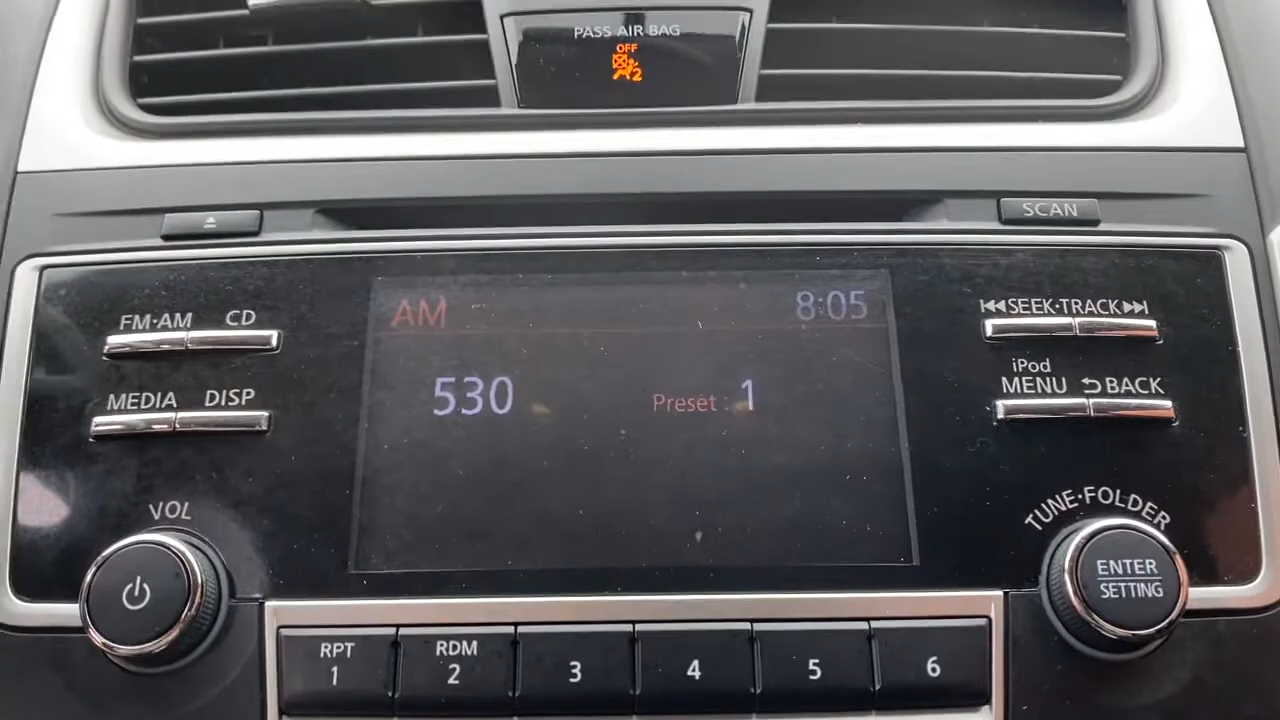 PASS AIR BAG
OFF
2
SCAN
FM·AM CD
MEDIA DISP
VOL
AM 8:05
530 Preset : 1
SEEK·TRACK
iPod
MENU BACK
TUNE·FOLDER
ENTER
SETTING
RPT
1
RDM
2
3
4
5
6